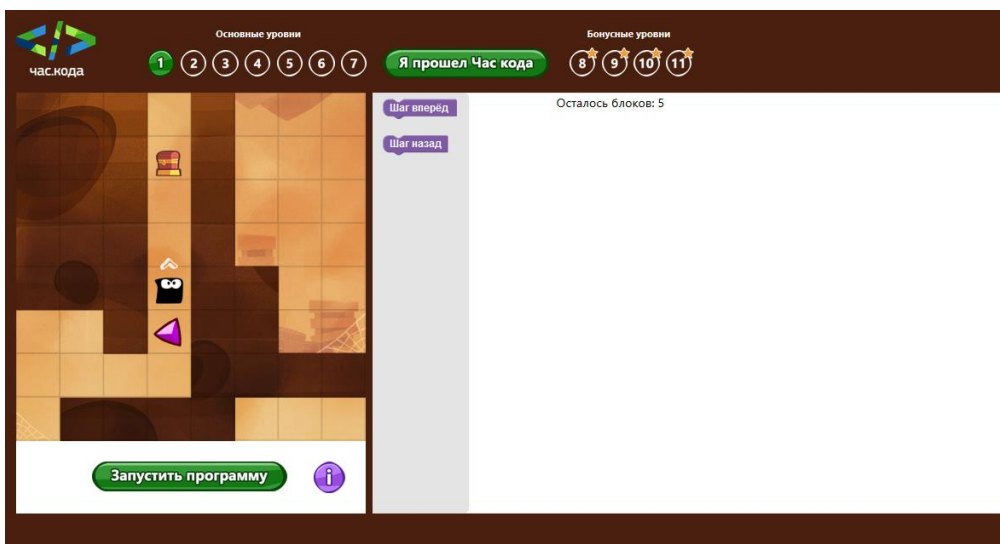 час.кода
Основные уровни
1 2 3 4 5 6 7
Я прошел Час кода
Бонусные уровни
8 9 10 11
Шаг вперёд
Шаг назад
Осталось блоков: 5
Запустить программу
i